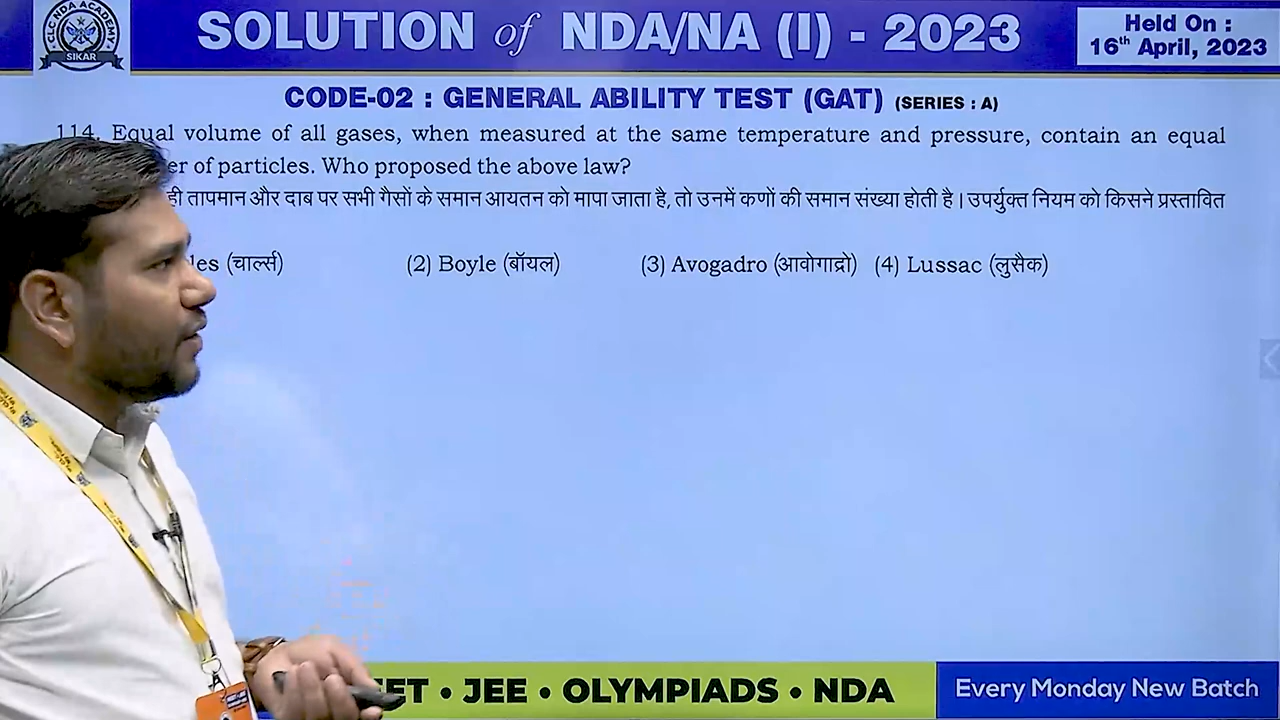 CLC NDA ACADEMY
SIKAR
SOLUTION of NDA/NA (I) - 2023
Held On :
16th April, 2023
CODE-02 : GENERAL ABILITY TEST (GAT) (SERIES : A)
114. Equal volume of all gases, when measured at the same temperature and pressure, contain an equal
of particles. Who proposed the above law?
ही तापमान और दाब पर सभी गैसों के समान आयतन को मापा जाता है, तो उनमें कणों की समान संख्या होती है। उपर्युक्त नियम को किसने प्रस्तावित
(चार्ल्स) (2) Boyle (बॉयल) (3) Avogadro (आवोगाद्रो) (4) Lussac (लुसैक)
• JEE • OLYMPIADS • NDA
Every Monday New Batch